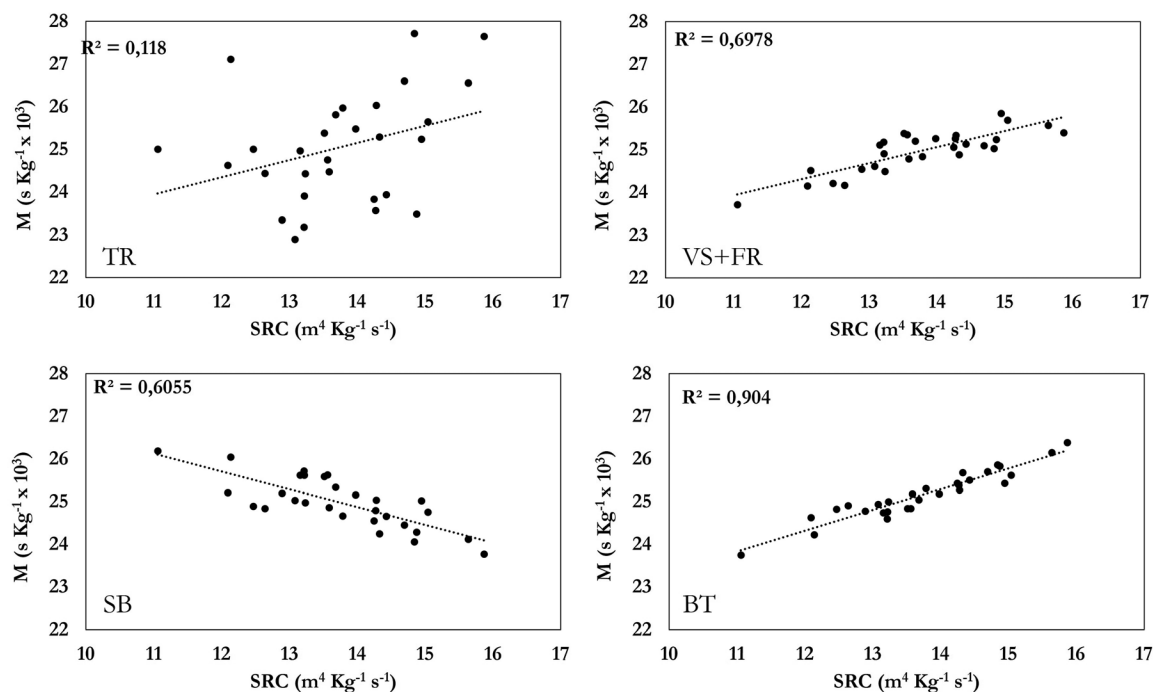 R² = 0,118
28
27
26
25
24
23
22
M (s Kg⁻¹ x 10³)
TR
10 11 12 13 14 15 16 17
SRC (m⁴ Kg⁻¹ s⁻¹)
R² = 0,6978
28
27
26
25
24
23
22
M (s Kg⁻¹ x 10³)
VS+FR
10 11 12 13 14 15 16 17
SRC (m⁴ Kg⁻¹ s⁻¹)
R² = 0,6055
28
27
26
25
24
23
22
M (s Kg⁻¹ x 10³)
SB
10 11 12 13 14 15 16 17
SRC (m⁴ Kg⁻¹ s⁻¹)
R² = 0,904
28
27
26
25
24
23
22
M (s Kg⁻¹ x 10³)
BT
10 11 12 13 14 15 16 17
SRC (m⁴ Kg⁻¹ s⁻¹)